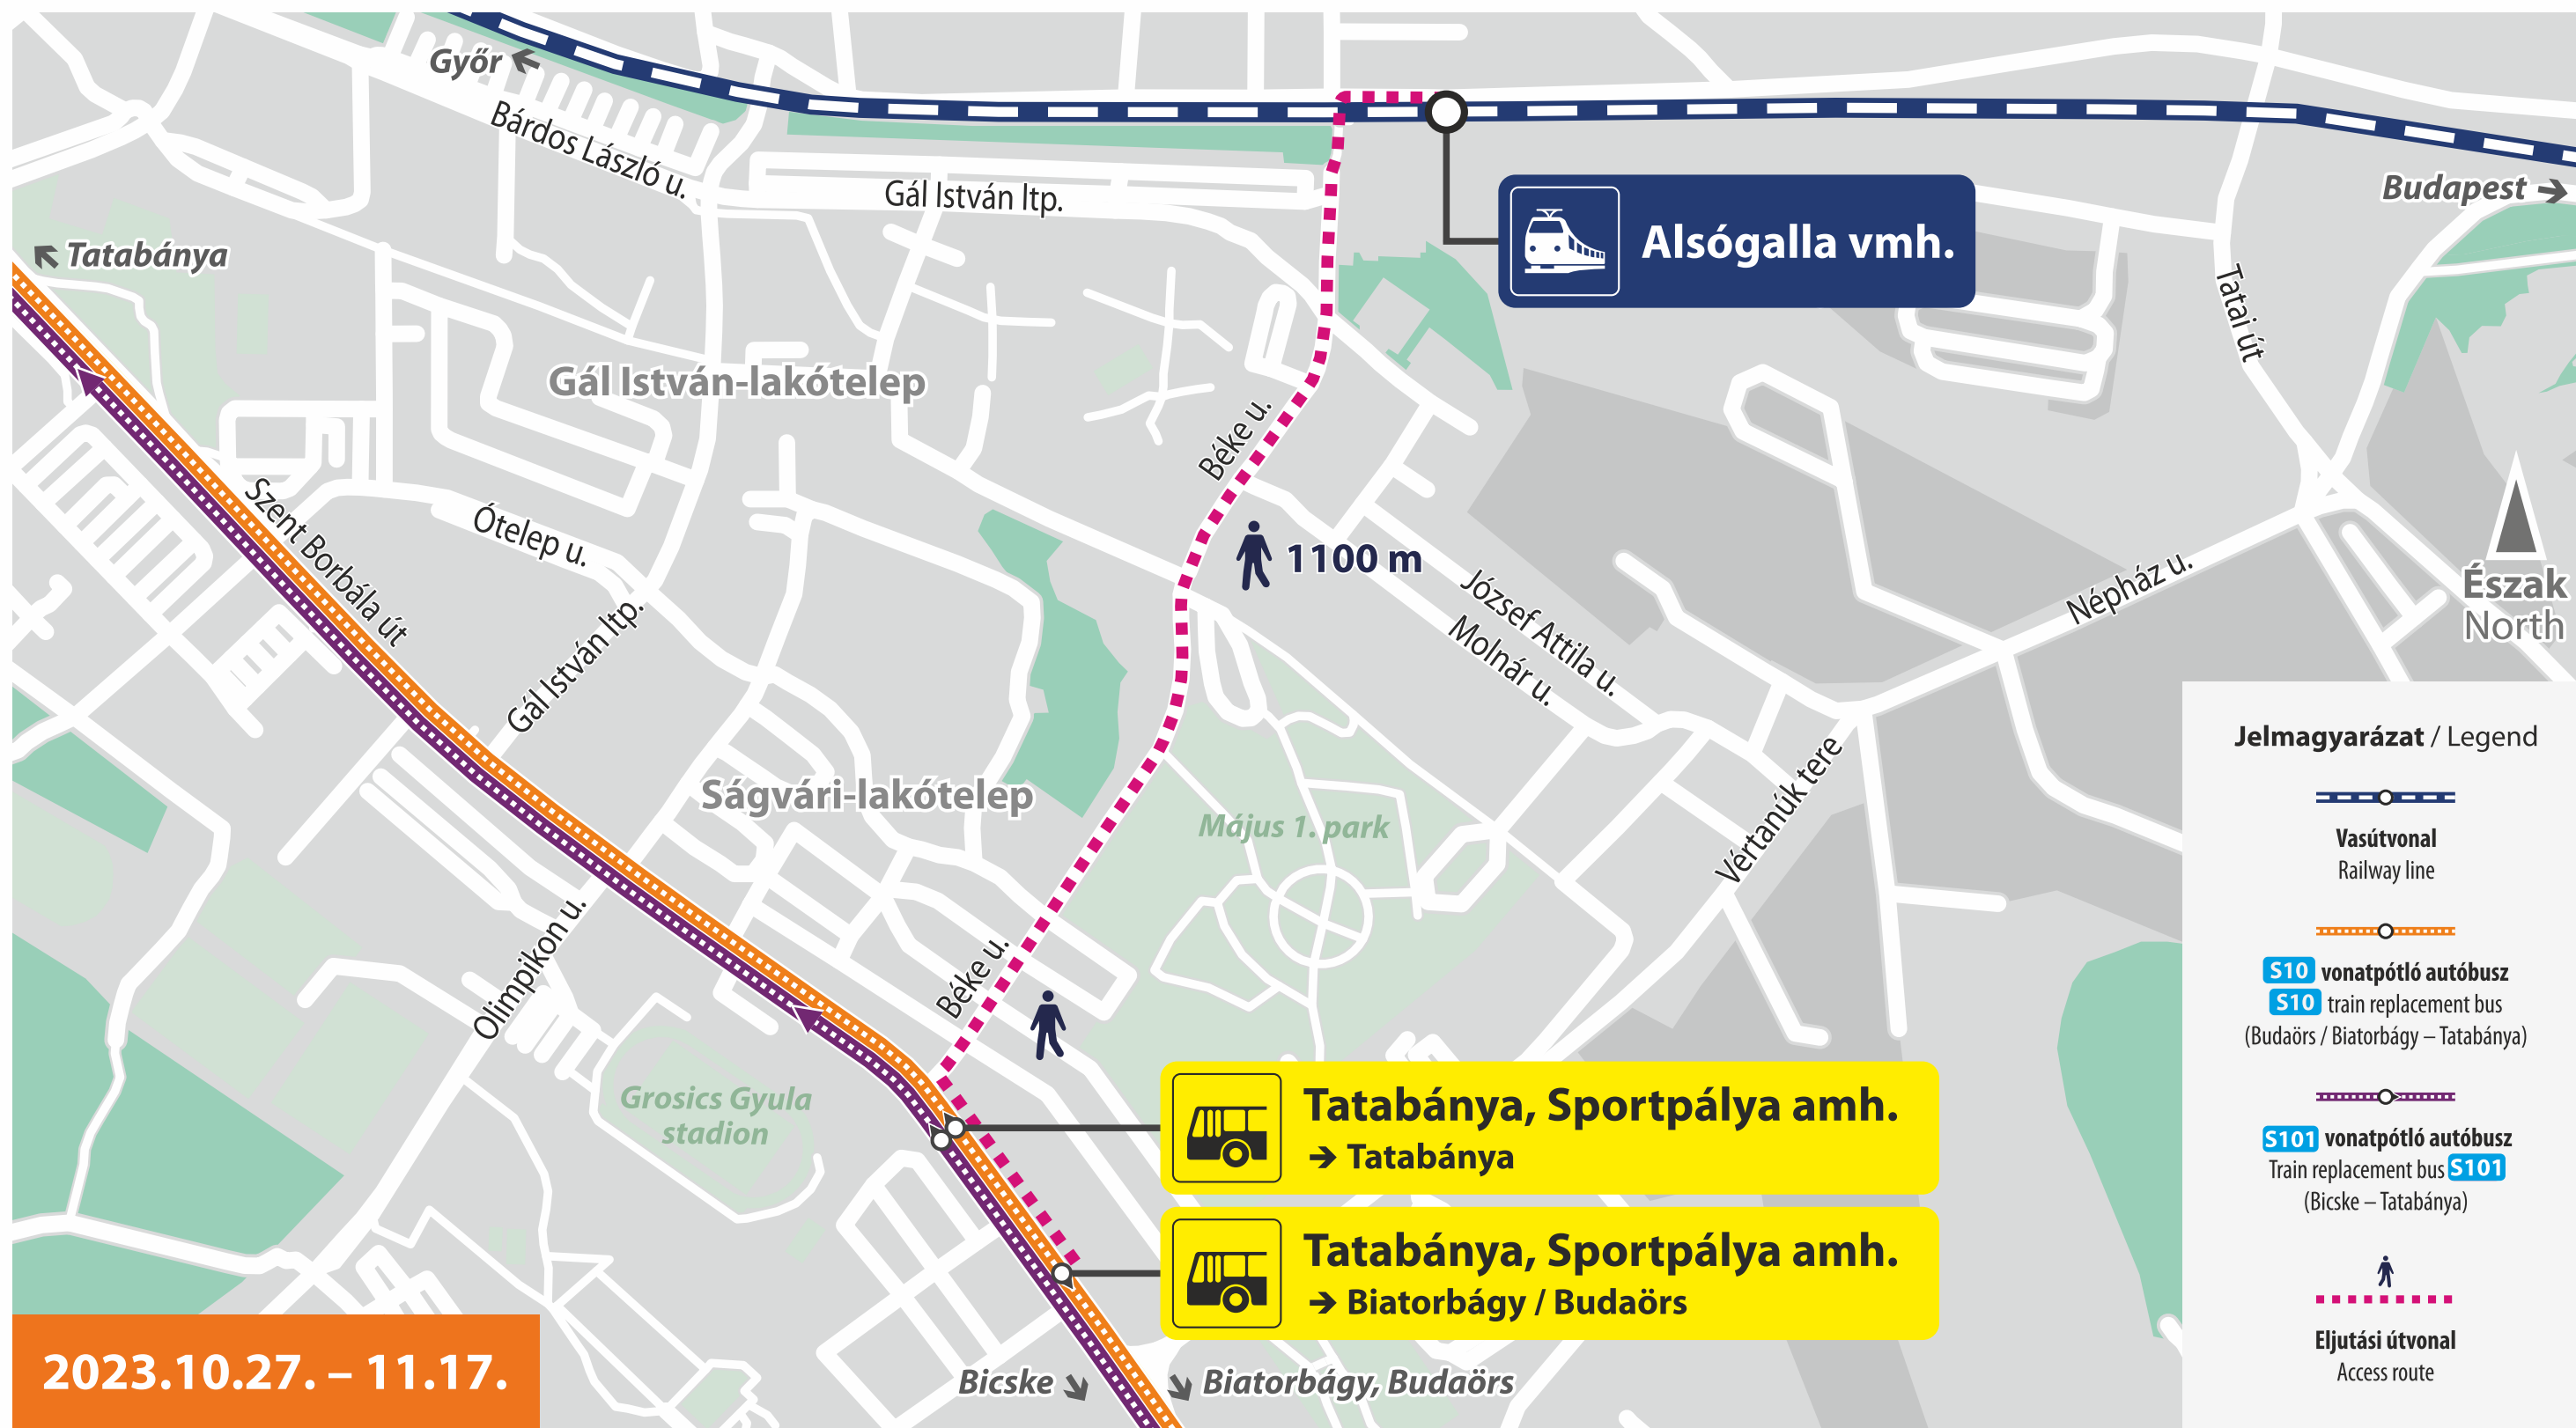 Győr
Bárdos László u.
Gál István ltp.
Budapest
Tatabánya
Alsógalla vmh.
Tatai út
Gál István-lakótelep
Béke u.
Szent Borbála út
Ótelep u.
1100 m
József Attila u.
Molnár u.
Népház u.
Észak
North
Gál István ltp.
Ságvári-lakótelep
Május 1. park
Vértanúk tere
Olimpikon u.
Béke u.
Grosics Gyula
stadion
Tatabánya, Sportpálya amh.
→ Tatabánya
Tatabánya, Sportpálya amh.
→ Biatorbágy / Budaörs
Bicske
Biatorbágy, Budaörs
2023.10.27. – 11.17.
Jelmagyarázat / Legend
Vasútvonal
Railway line
S10 vonatpótló autóbusz
S10 train replacement bus
(Budaörs / Biatorbágy – Tatabánya)
S101 vonatpótló autóbusz
Train replacement bus S101
(Bicske – Tatabánya)
Eljutási útvonal
Access route